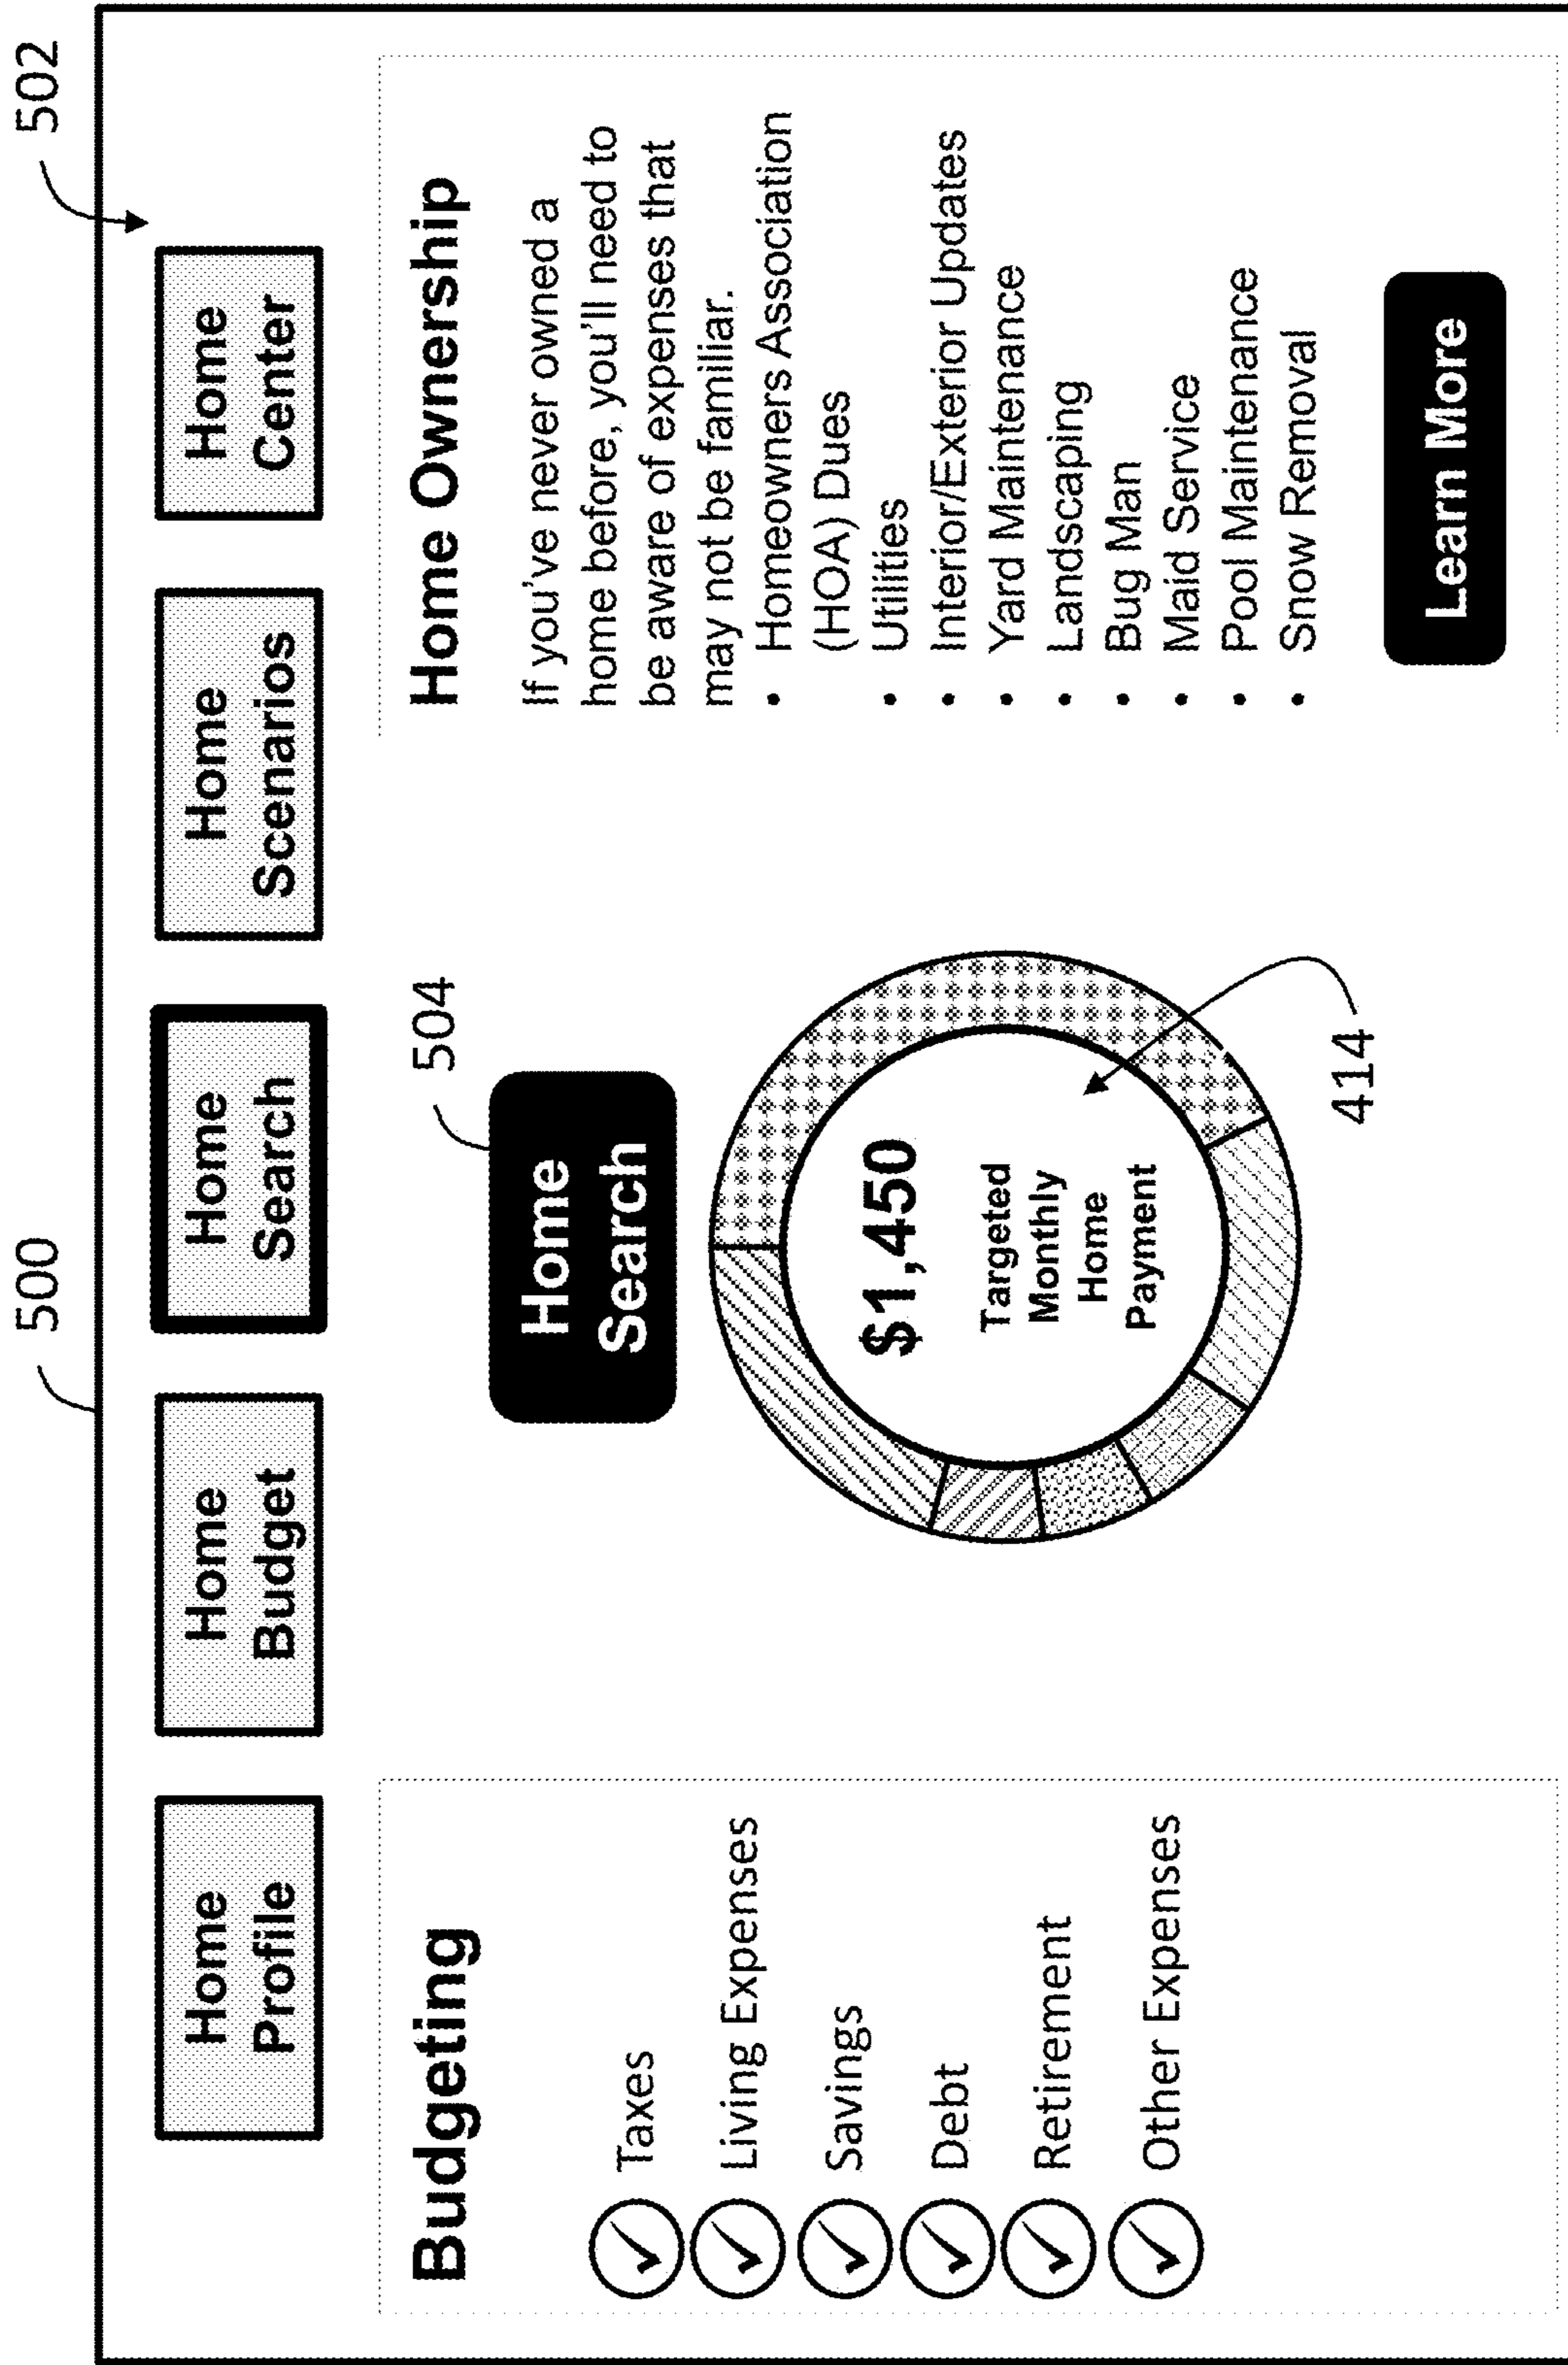 500
502
Home
Profile
Home
Budget
Home
Search
Home
Scenarios
Home
Center
Budgeting
Taxes
Living Expenses
Savings
Debt
Retirement
Other Expenses
504
Home
Search
$1,450
Targeted
Monthly
Home
Payment
414
Home Ownership
If you've never owned a
home before, you'll need to
be aware of expenses that
may not be familiar.
• Homeowners Association
(HOA) Dues
• Utilities
• Interior/Exterior Updates
• Yard Maintenance
• Landscaping
• Bug Man
• Maid Service
• Pool Maintenance
• Snow Removal
Learn More